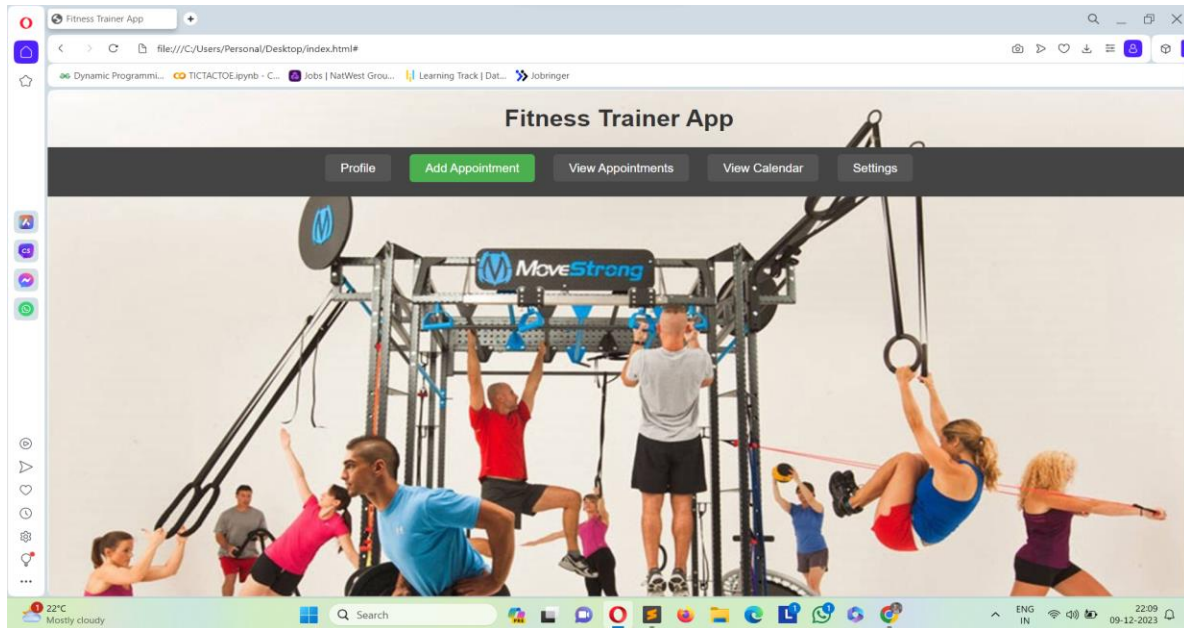 Fitness Trainer App
file:///C:/Users/Personal/Desktop/index.html#
Dynamic Programmi... TICTACTOE.ipynb - C... Jobs | NatWest Grou... Learning Track | Dat... Jobringer
Fitness Trainer App
Profile Add Appointment View Appointments View Calendar Settings
MoveStrong
CS
1
22°C
Mostly cloudy
Search
ENG
IN
22:09
09-12-2023